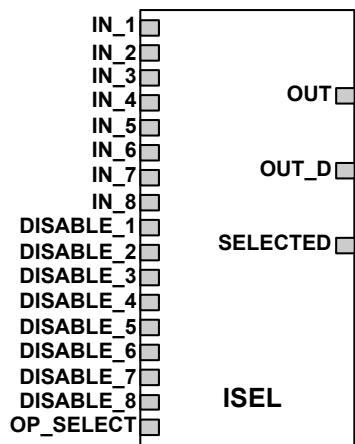 IN_1
IN_2
IN_3
IN_4
IN_5
IN_6
IN_7
IN_8
DISABLE_1
DISABLE_2
DISABLE_3
DISABLE_4
DISABLE_5
DISABLE_6
DISABLE_7
DISABLE_8
OP_SELECT
OUT
OUT_D
SELECTED
ISEL